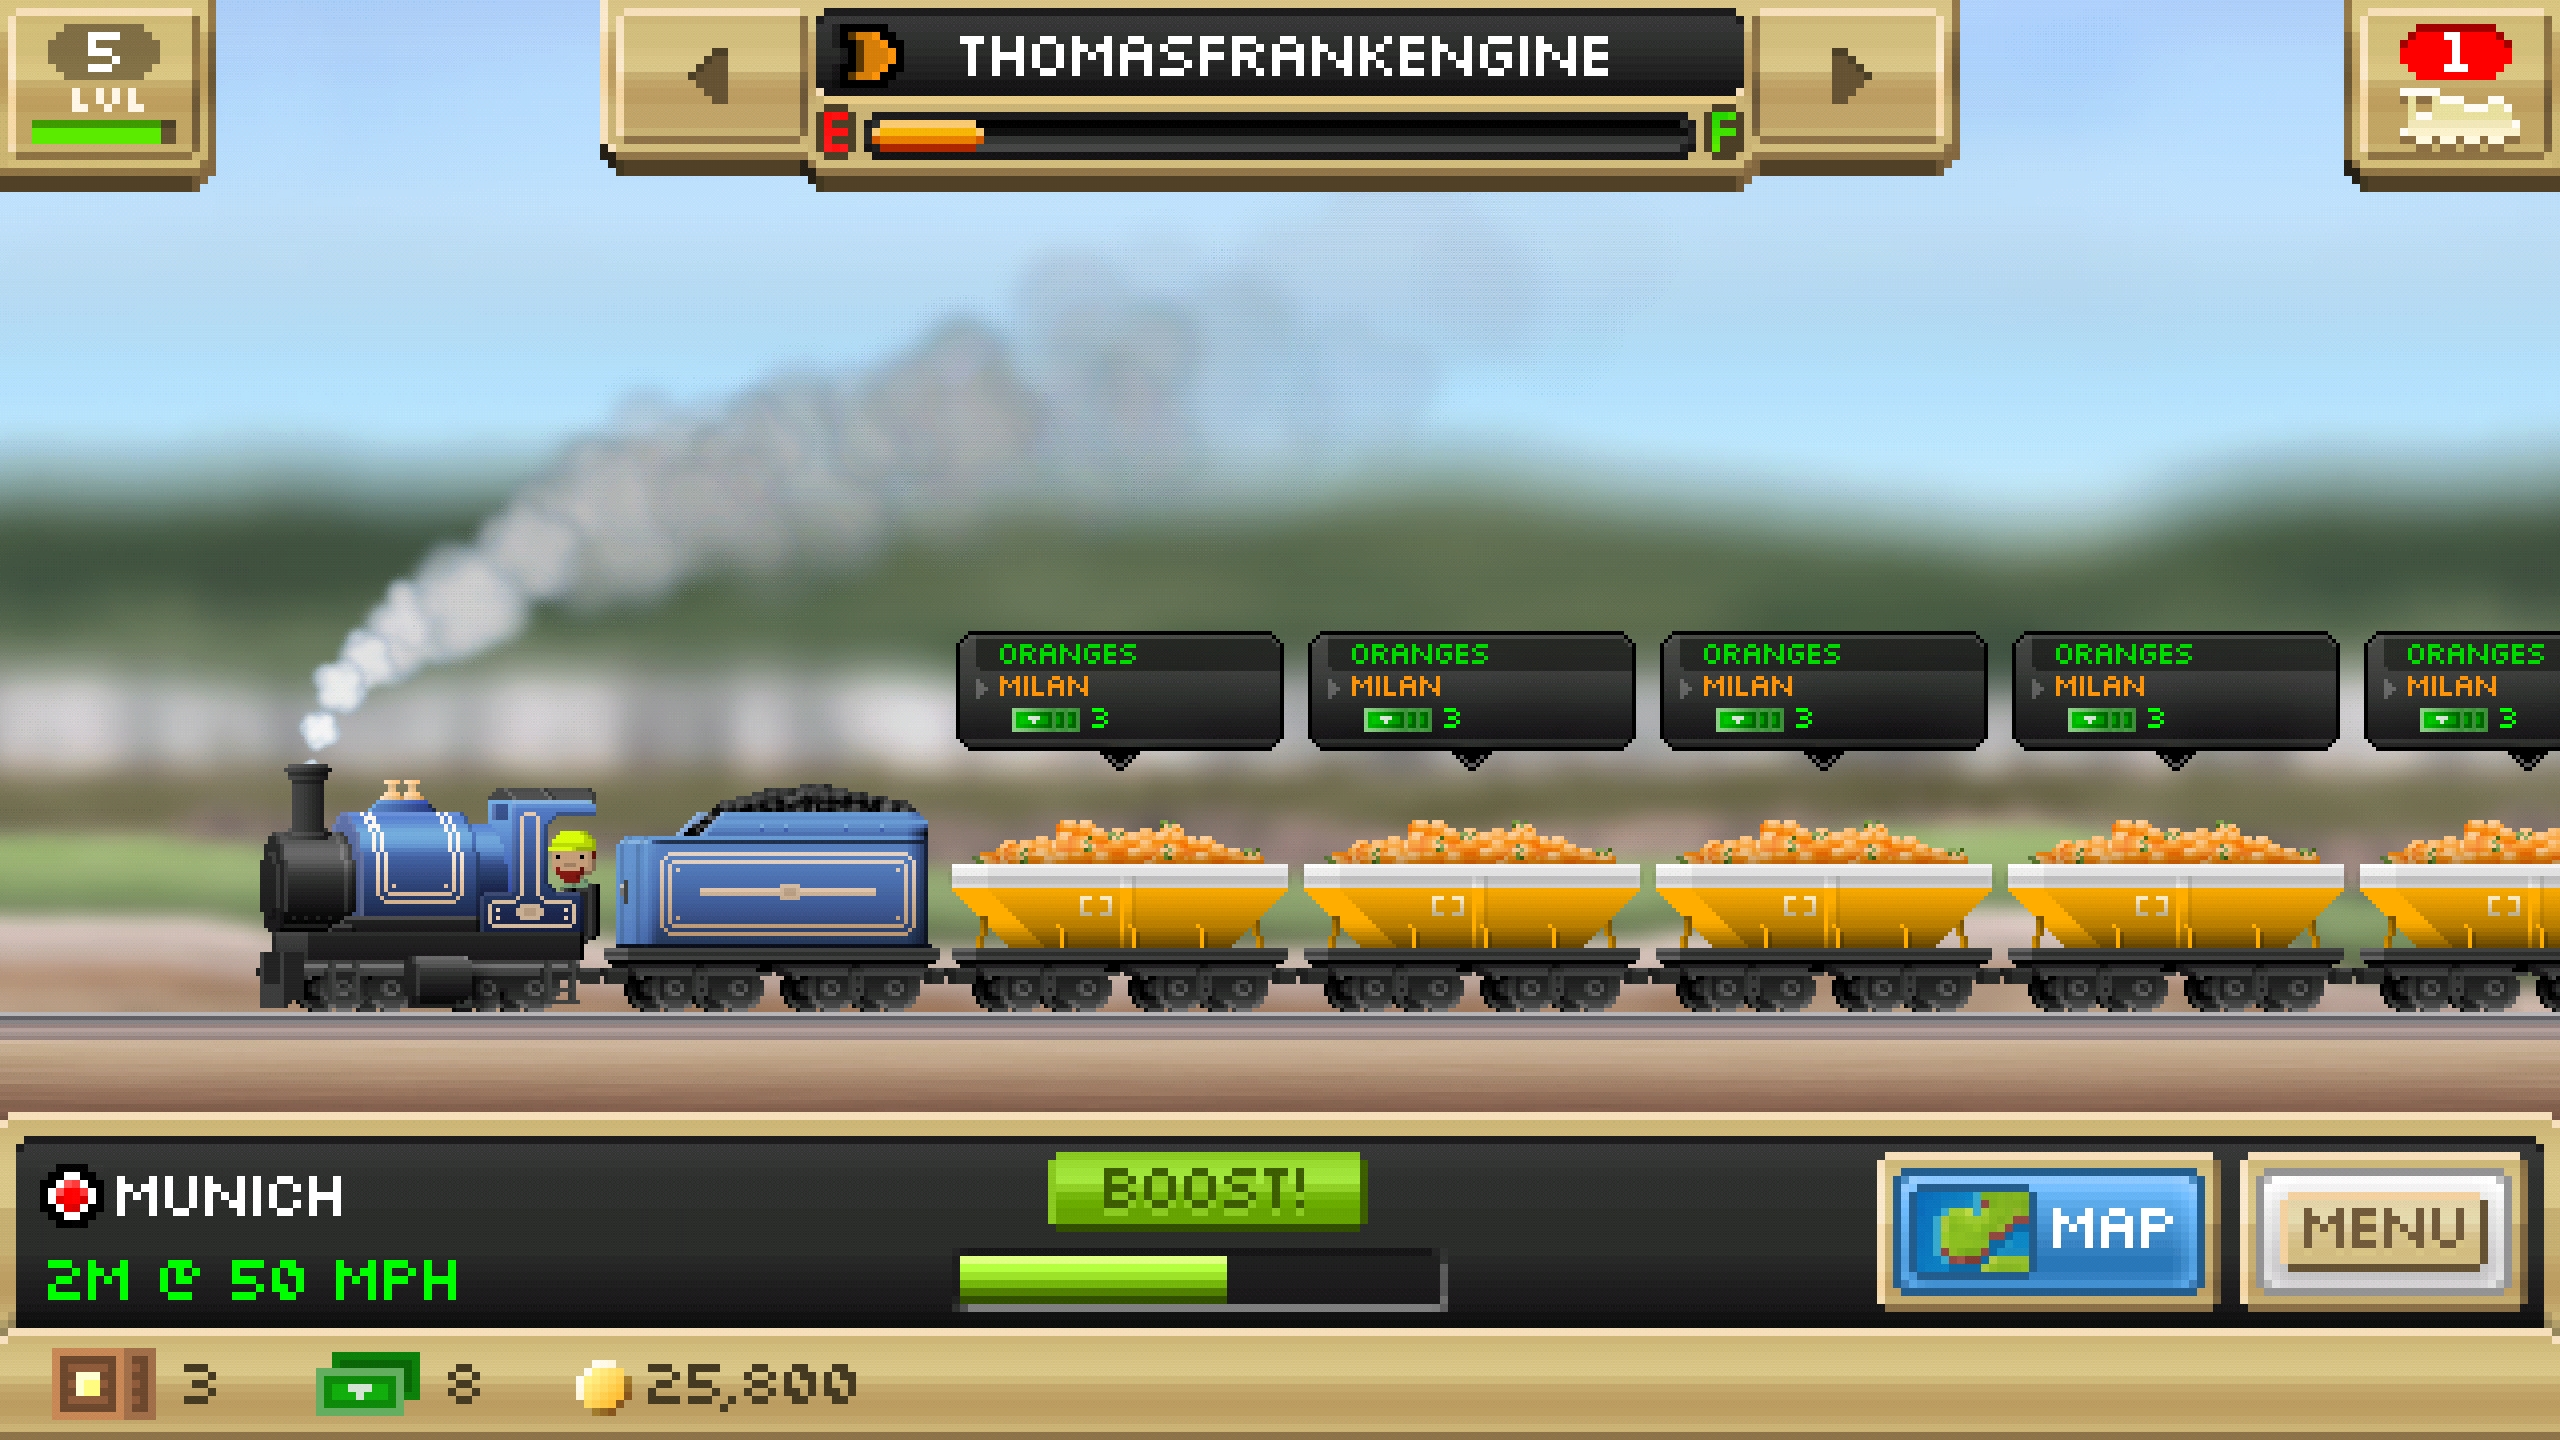 5
LVL
THOMASFRANKENGINE
E F
1
ORANGES
MILAN
3
ORANGES
MILAN
3
ORANGES
MILAN
3
ORANGES
MILAN
3
ORANGES
MILAN
3
MUNICH
2M @ 50 MPH
BOOST!
MAP
MENU
3
8
25,800